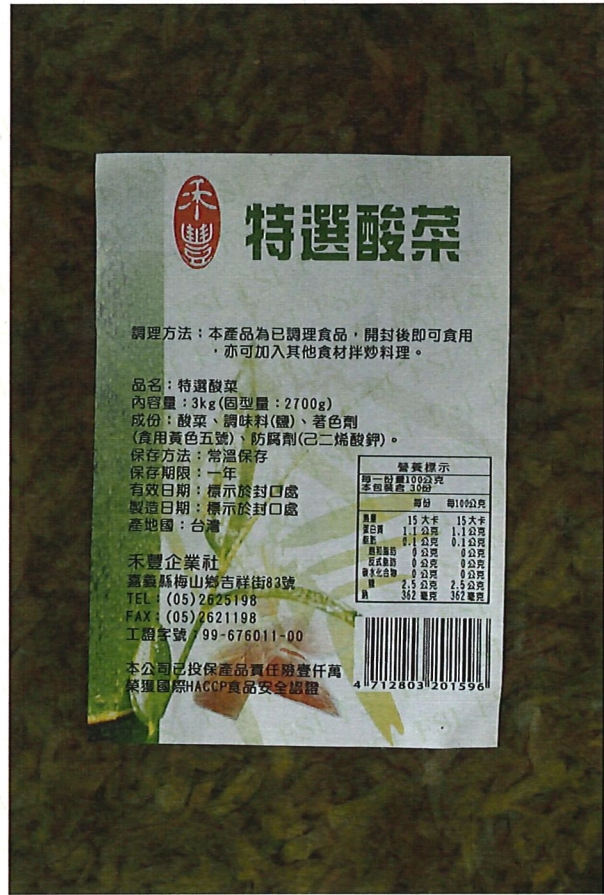 禾豐
特選酸菜
調理方法：本產品為已調理食品，開封後即可食用
，亦可加入其他食材拌炒料理。
品名：特選酸菜
內容量：3kg(固型量：2700g)
成份：酸菜、調味料(鹽)、著色劑
(食用黃色五號)、防腐劑(己二烯酸鉀)。
保存方法：常溫保存
保存期限：一年
有效日期：標示於封口處
製造日期：標示於封口處
產地國：台灣
禾豐企業社
嘉義縣梅山鄉吉祥街83號
TEL：(05)2625198
FAX：(05)2621198
工證字號：99-676011-00
本公司已投保產品責任險壹仟萬
榮獲國際HACCP食品安全認證
營養標示
每一份量100公克
本包裝含 30份
每份 每100公克
熱量 15 大卡 15 大卡
蛋白質 1.1 公克 1.1 公克
脂肪 0.1 公克 0.1 公克
飽和脂肪 0 公克 0 公克
反式脂肪 0 公克 0 公克
碳水化合物 0 公克 0 公克
糖 2.5 公克 2.5 公克
鈉 362 毫克 362 毫克
4 712803 201596